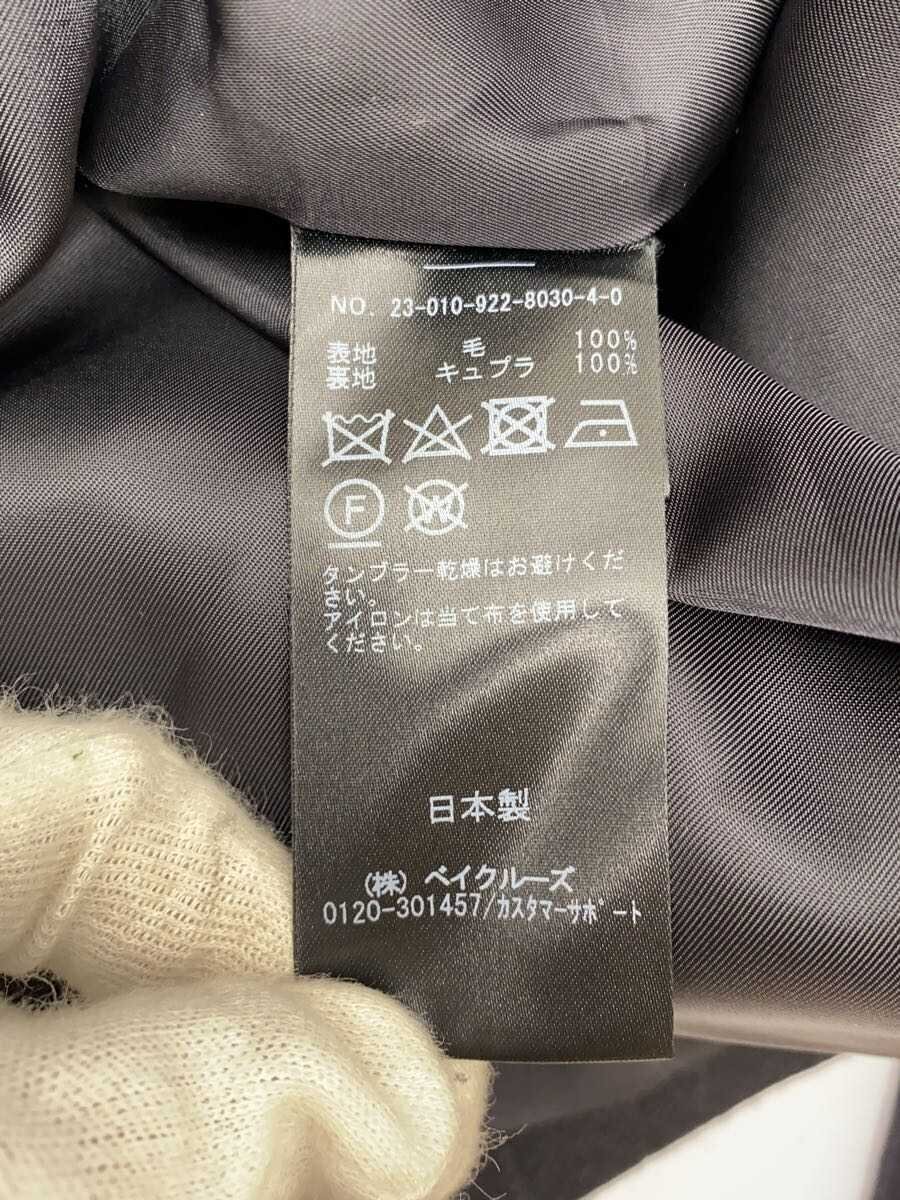 NO. 23-010-922-8030-4-0
表地 毛 100%
裏地 キュプラ 100%
F
W
タンブラー乾燥はお避けくだ
さい。
アイロンは当て布を使用して
ください。
日本製
(株) ベイクルーズ
0120-301457/カスタマーサポート